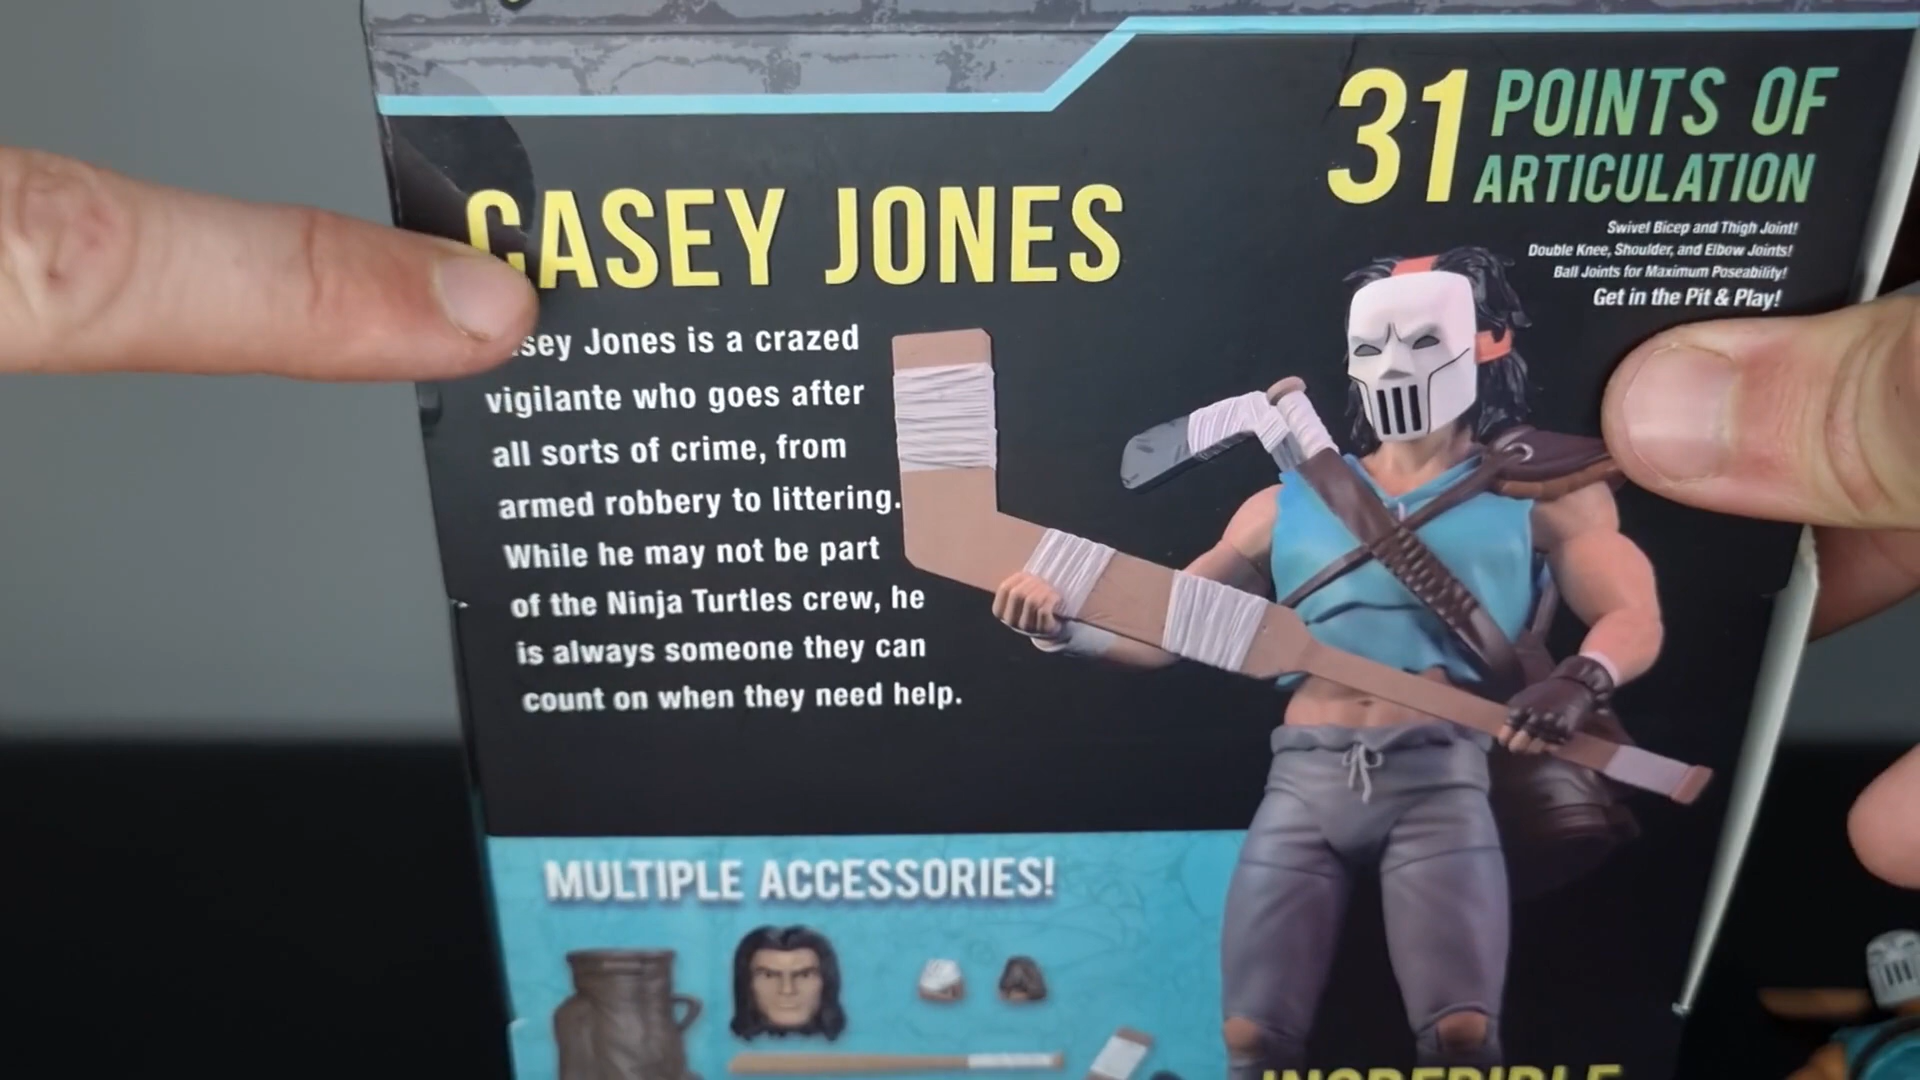 31 POINTS OF
ARTICULATION
Swivel Bicep and Thigh Joint!
Double Knee, Shoulder, and Elbow Joints!
Ball Joints for Maximum Poseability!
Get in the Pit & Play!
CASEY JONES
Jones is a crazed
vigilante who goes after
all sorts of crime, from
armed robbery to littering.
While he may not be part
of the Ninja Turtles crew, he
is always someone they can
count on when they need help.
MULTIPLE ACCESSORIES!
INCREDIBLE